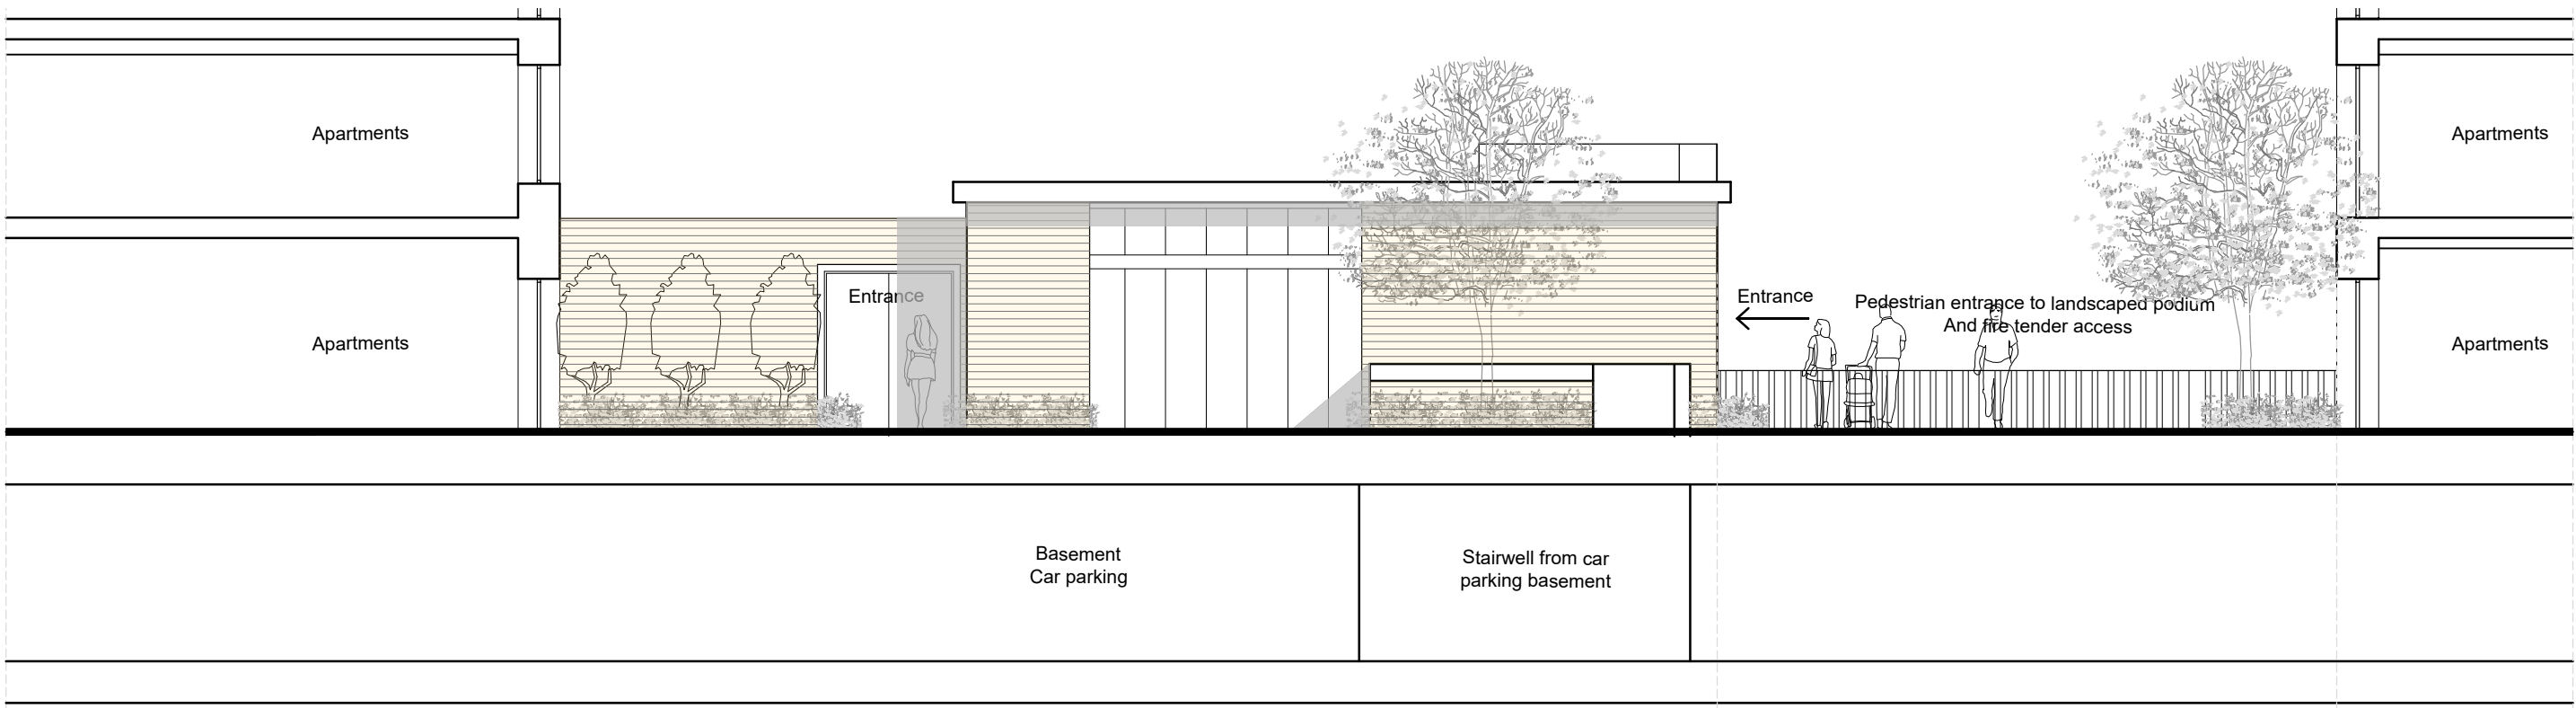 Apartments
Apartments
Entrance
Entrance
Pedestrian entrance to landscaped podium
And fire tender access
Apartments
Apartments
Basement
Car parking
Stairwell from car
parking basement